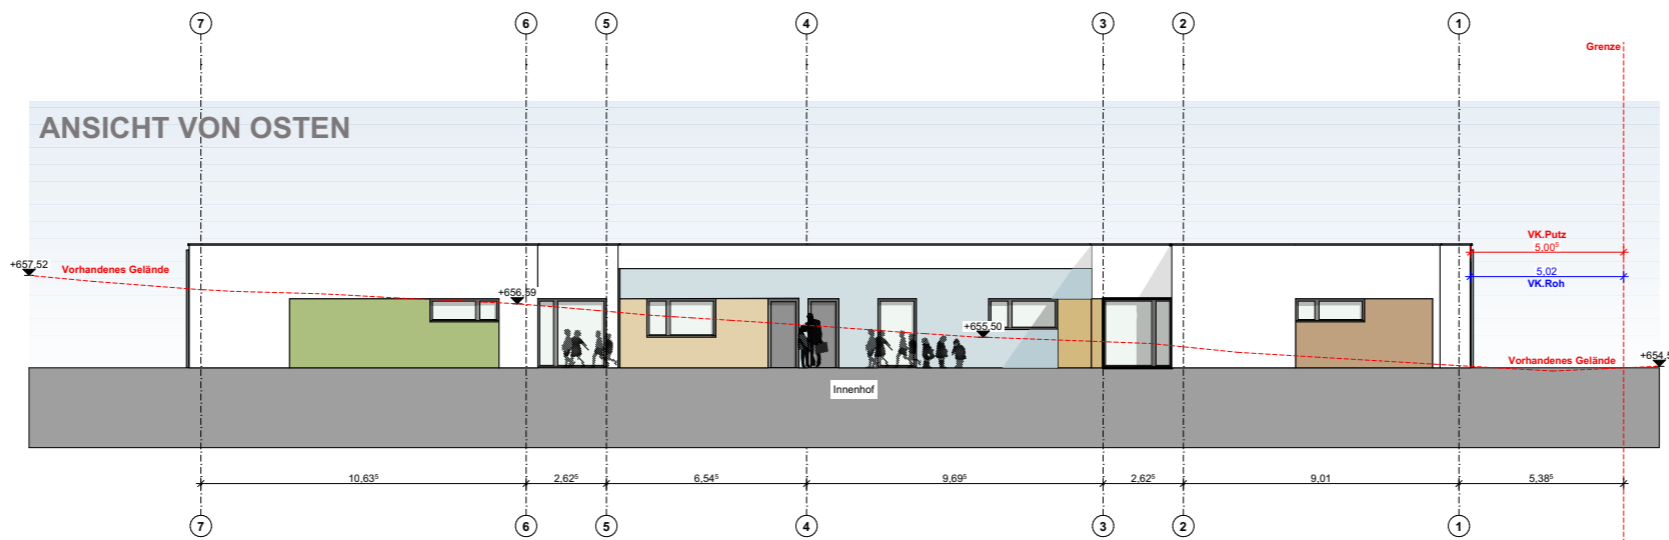 7 6 5 4 3 2 1
Grenze
ANSICHT VON OSTEN
VK.Putz
5,00⁵
+657,52
Vorhandenes Gelände
5,02
VK.Roh
+656,59
+655,50
Vorhandenes Gelände
+654,5
Innenhof
10,63⁵ 2,62⁵ 6,54⁵ 9,69⁵ 2,62⁵ 9,01 5,38⁵
7 6 5 4 3 2 1